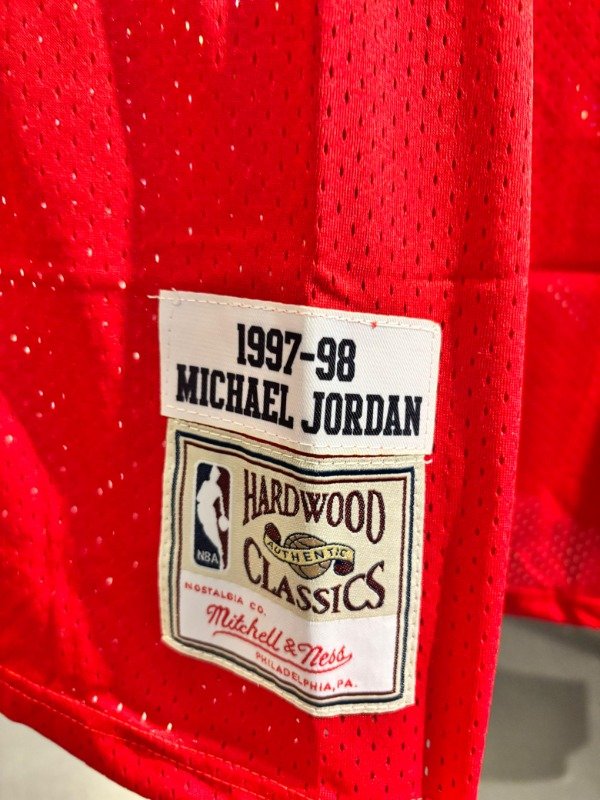 1997-98
MICHAEL JORDAN
NBA
HARDWOOD
AUTHENTIC
CLASSICS
NOSTALGIA CO.
Mitchell & Ness
PHILADELPHIA, PA.